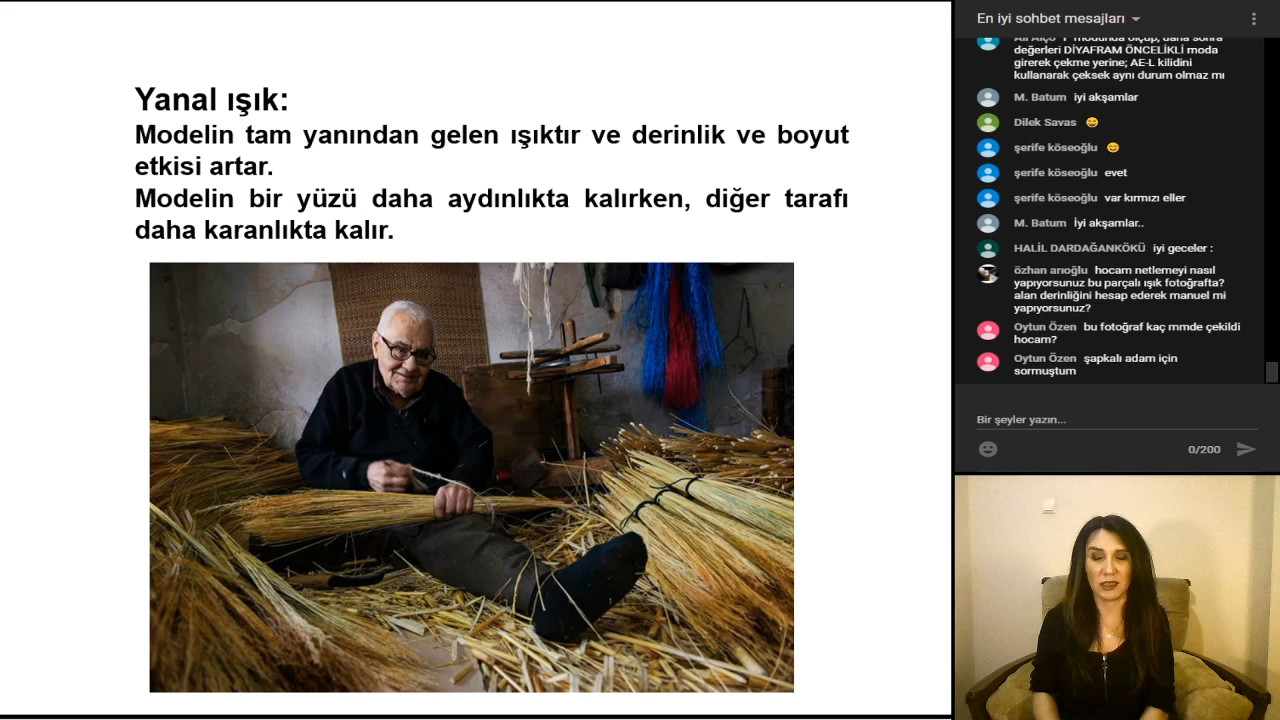 Yanal ışık:
Modelin tam yanından gelen ışıktır ve derinlik ve boyut
etkisi artar.
Modelin bir yüzü daha aydınlıkta kalırken, diğer tarafı
daha karanlıkta kalır.
En iyi sohbet mesajları
değerleri DİYAFRAM ÖNCELİKLİ moda
girerek çekme yerine; AE-L kilidini
kullanarak çeksek aynı durum olmaz mı
M. Batum iyi akşamlar
Dilek Savas 😊
şerife köseoğlu 😊
şerife köseoğlu evet
şerife köseoğlu var kırmızı eller
M. Batum İyi akşamlar..
HALİL DARDAĞANKÖKÜ iyi geceler :
özhan arıoğlu hocam netlemeyi nasıl
yapıyorsunuz bu parçalı ışık fotoğrafta?
alan derinliğini hesap ederek manuel mi
yapıyorsunuz?
Oytun Özen bu fotoğraf kaç mmde çekildi
hocam?
Oytun Özen şapkalı adam için
sormuştum
Bir şeyler yazın...
0/200